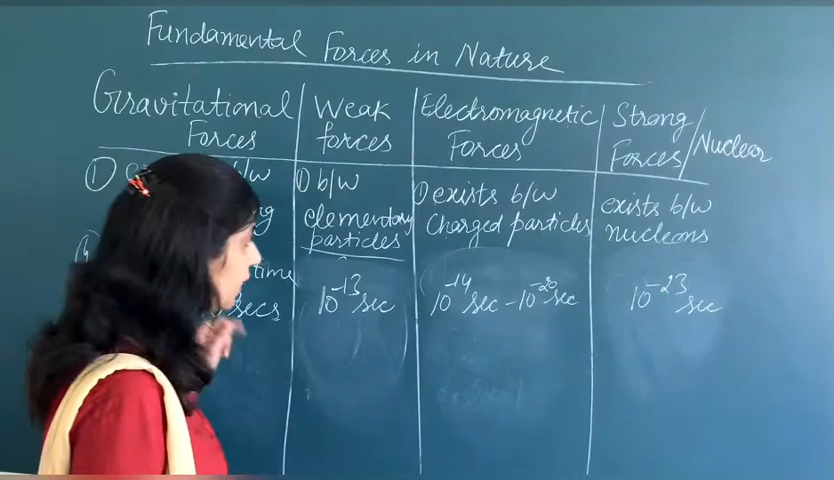 Fundamental Forces in Nature
Gravitational Forces
Weak forces
Electromagnetic Forces
Strong Forces/Nuclear
① b/w
time
secs
① b/w
elementary
particles
10⁻¹³ sec
① exists b/w
Charged particles
10⁻¹⁴ sec - 10⁻²⁰ sec
exists b/w
nucleons
10⁻²³ sec